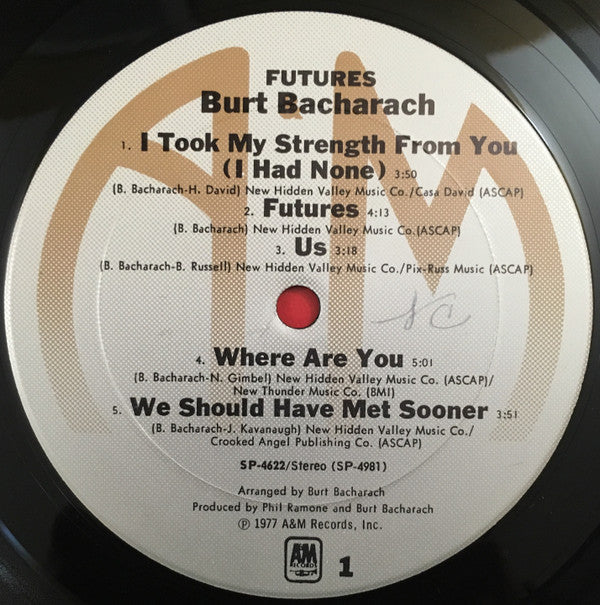 FUTURES
Burt Bacharach
1. I Took My Strength From You
(I Had None) 3:50
(B. Bacharach-H. David) New Hidden Valley Music Co./Casa David (ASCAP)
2. Futures 4:13
(B. Bacharach) New Hidden Valley Music Co.(ASCAP)
3. Us 3:18
(B. Bacharach-B. Russell) New Hidden Valley Music Co./Pix-Russ Music (ASCAP)
4. Where Are You 5:01
(B. Bacharach-N. Gimbel) New Hidden Valley Music Co. (ASCAP)/
New Thunder Music Co. (BMI)
5. We Should Have Met Sooner 3:51
(B. Bacharach-J. Kavanaugh) New Hidden Valley Music Co./
Crooked Angel Publishing Co. (ASCAP)
SP-4622/Stereo (SP-4981)
Arranged by Burt Bacharach
Produced by Phil Ramone and Burt Bacharach
℗ 1977 A&M Records, Inc.
A&M
RECORDS
1